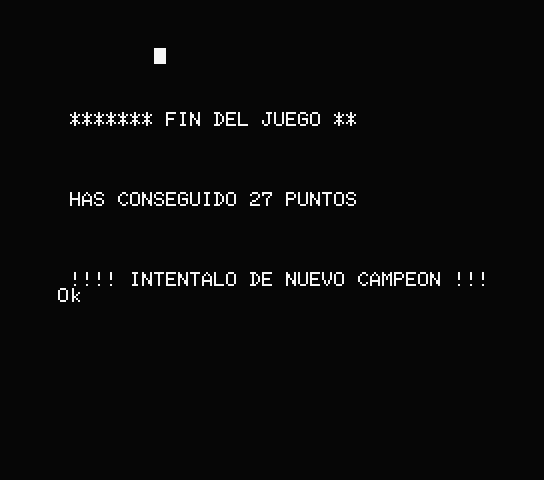 ******* FIN DEL JUEGO **
HAS CONSEGUIDO 27 PUNTOS
!!!! INTENTALO DE NUEVO CAMPEON !!!
Ok